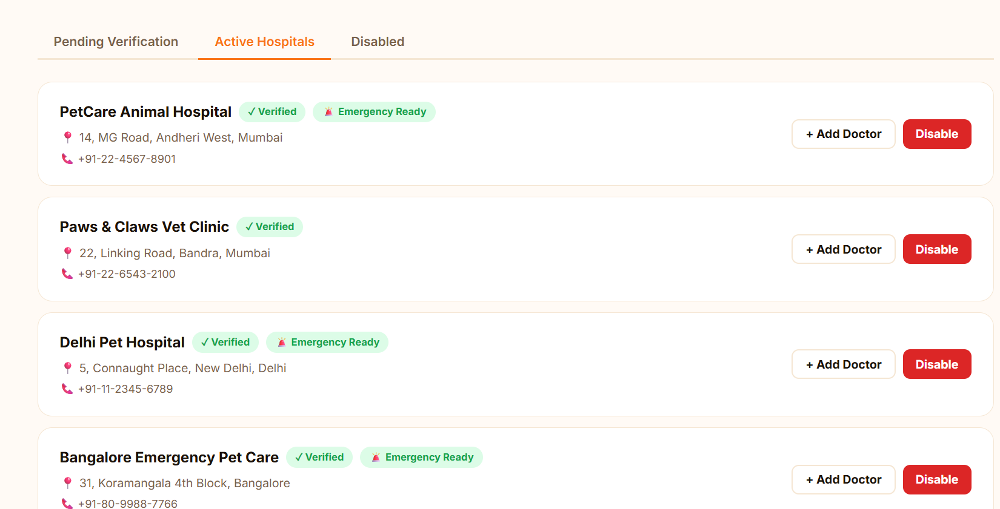 Pending Verification Active Hospitals Disabled
PetCare Animal Hospital ✓ Verified 🚨 Emergency Ready
📍 14, MG Road, Andheri West, Mumbai
📞 +91-22-4567-8901
+ Add Doctor Disable
Paws & Claws Vet Clinic ✓ Verified
📍 22, Linking Road, Bandra, Mumbai
📞 +91-22-6543-2100
+ Add Doctor Disable
Delhi Pet Hospital ✓ Verified 🚨 Emergency Ready
📍 5, Connaught Place, New Delhi, Delhi
📞 +91-11-2345-6789
+ Add Doctor Disable
Bangalore Emergency Pet Care ✓ Verified 🚨 Emergency Ready
📍 31, Koramangala 4th Block, Bangalore
📞 +91-80-9988-7766
+ Add Doctor Disable